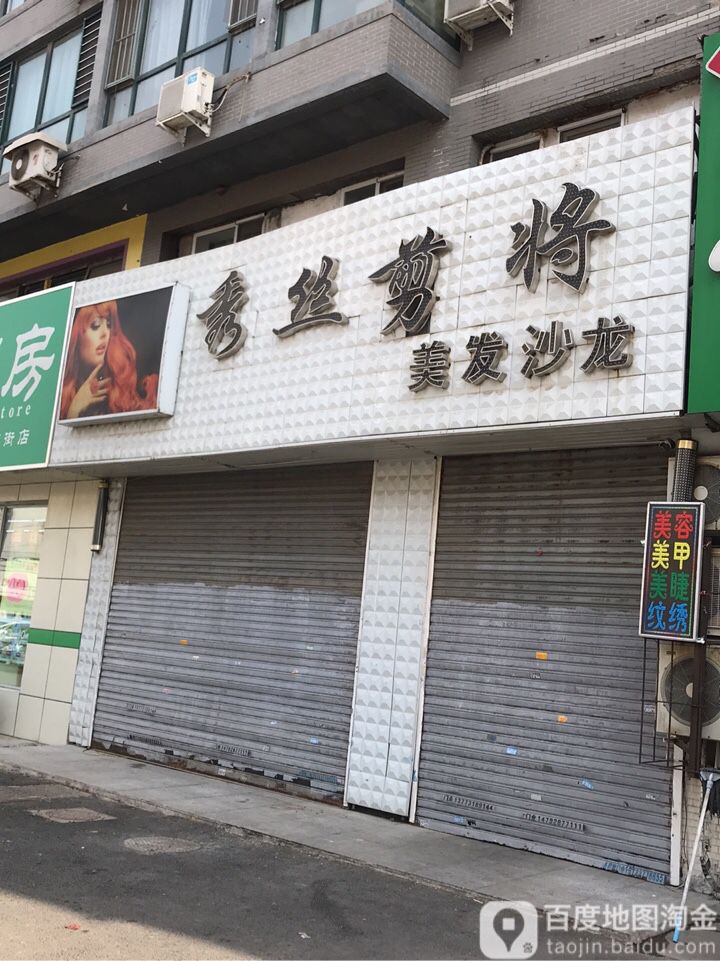 秀丝剪将
美发沙龙
房
tore
街店
美容
美甲
美睫
纹绣
百度地图淘金
taojin.baidu.com